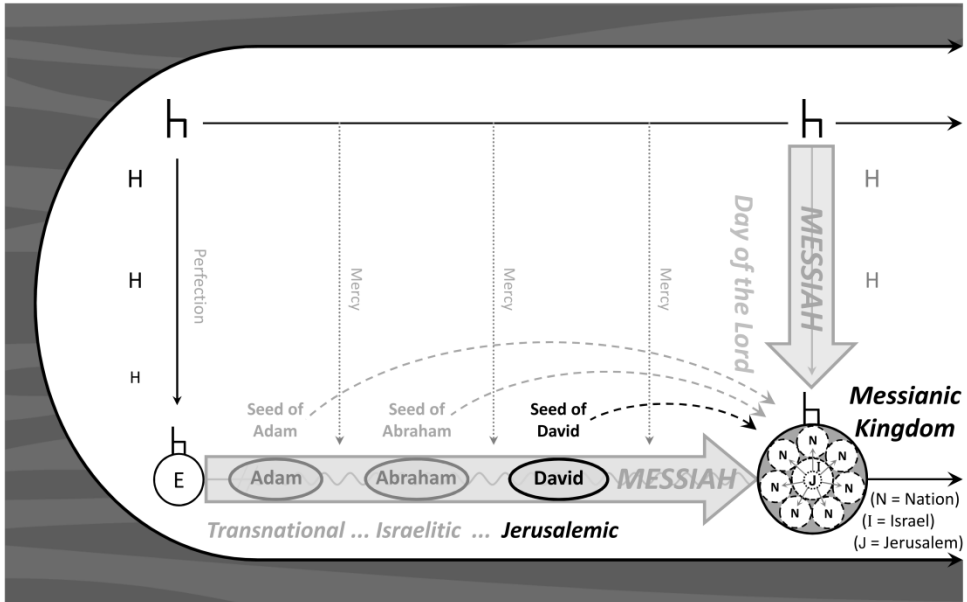 H
H
H
H
H
Perfection
Mercy
Mercy
Mercy
Day of the Lord
MESSIAH
Seed of
Adam
Seed of
Abraham
Seed of
David
Messianic
Kingdom
E
Adam
Abraham
David
MESSIAH
N
N
N
I
N
J
N
N
N
N
(N = Nation)
(I = Israel)
(J = Jerusalem)
Transnational ... Israelitic ... Jerusalemic